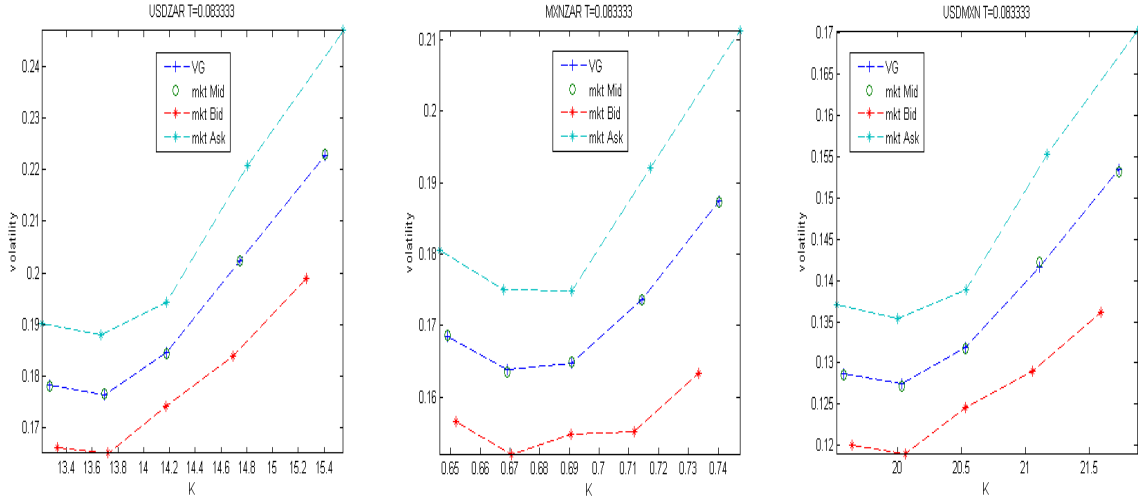 USDZAR T=0.083333
volatility
0.24
0.23
0.22
0.21
0.2
0.19
0.18
0.17
VG
mkt Mid
mkt Bid
mkt Ask
13.4 13.6 13.8 14 14.2 14.4 14.6 14.8 15 15.2 15.4
K
MXNZAR T=0.083333
volatility
0.21
0.2
0.19
0.18
0.17
0.16
VG
mkt Mid
mkt Bid
mkt Ask
0.65 0.66 0.67 0.68 0.69 0.7 0.71 0.72 0.73 0.74
K
USDMXN T=0.083333
volatility
0.17
0.165
0.16
0.155
0.15
0.145
0.14
0.135
0.13
0.125
0.12
VG
mkt Mid
mkt Bid
mkt Ask
20 20.5 21 21.5
K